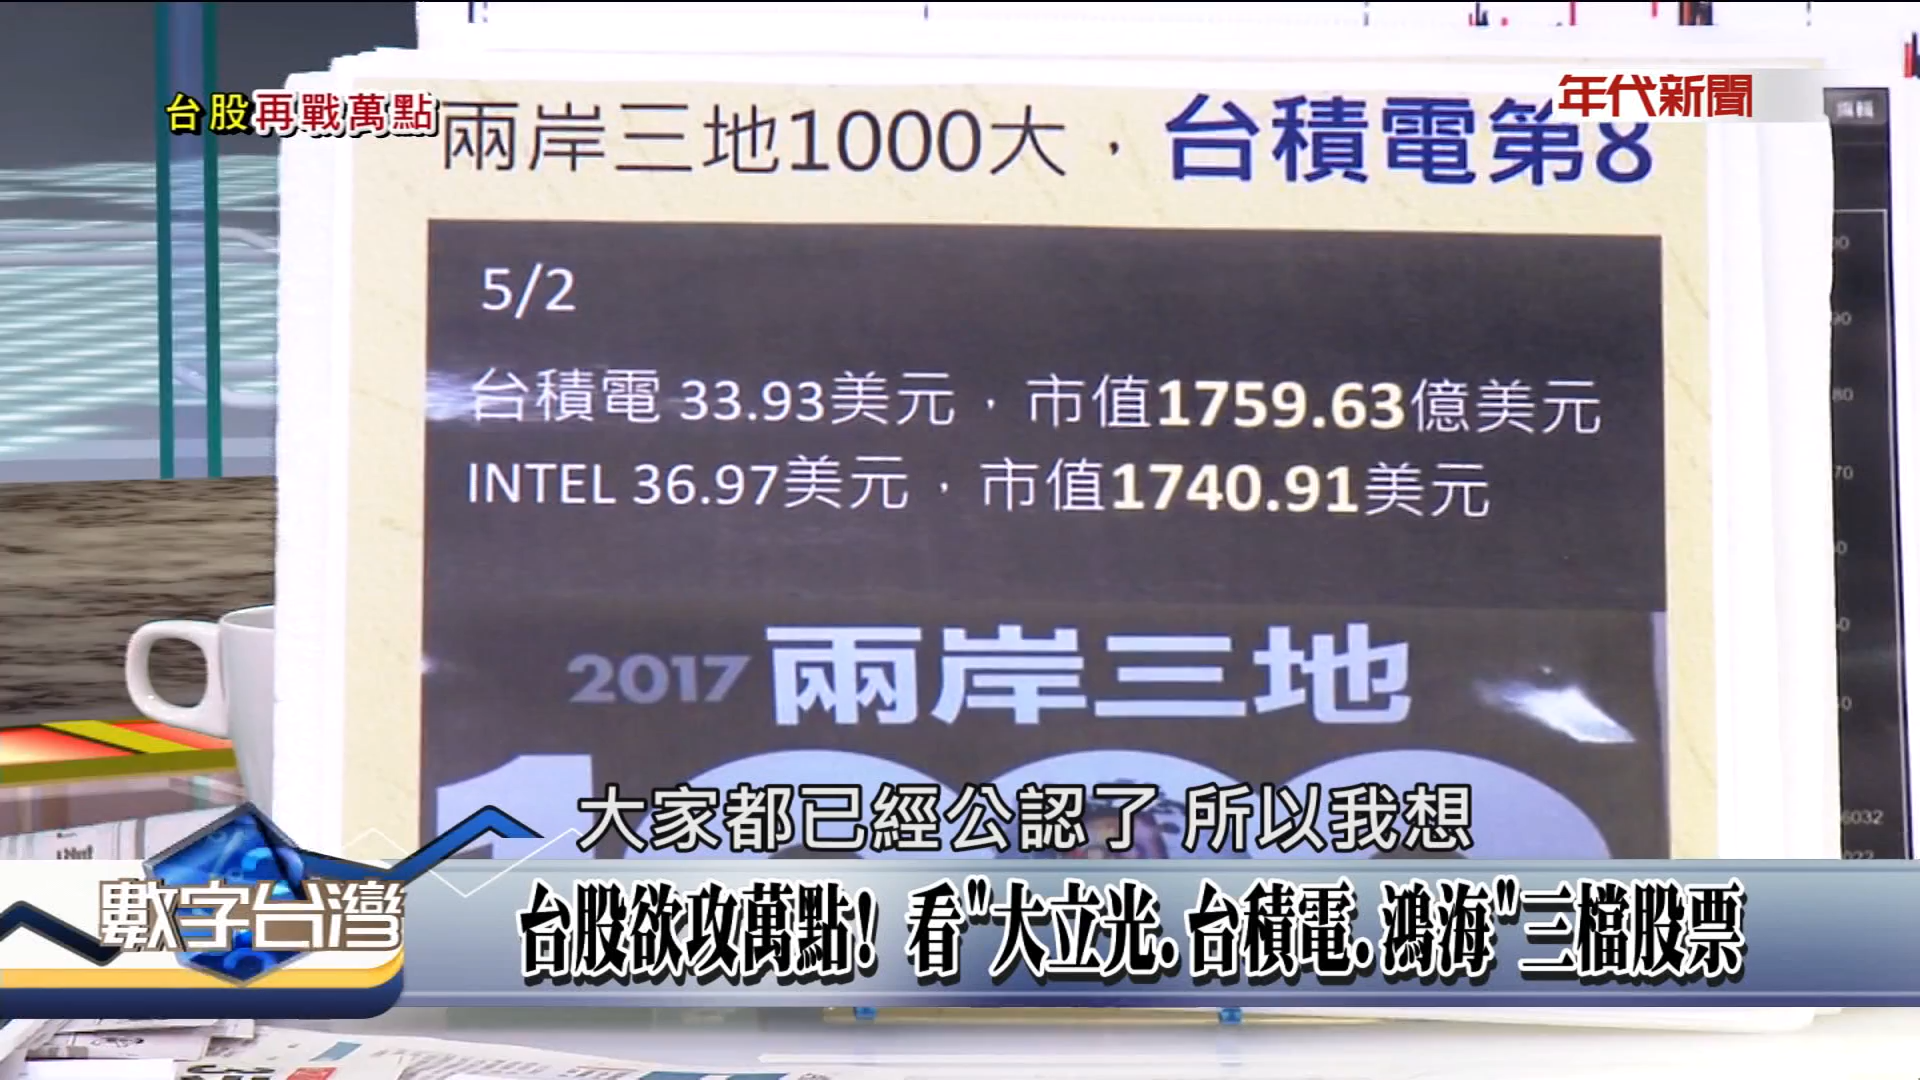 台股再戰萬點
年代新聞
編輯
兩岸三地1000大，台積電第8
5/2
台積電 33.93美元，市值1759.63億美元
INTEL 36.97美元，市值1740.91美元
2017 兩岸三地
大家都已經公認了 所以我想
數字台灣
台股欲攻萬點！看"大立光.台積電.鴻海"三檔股票